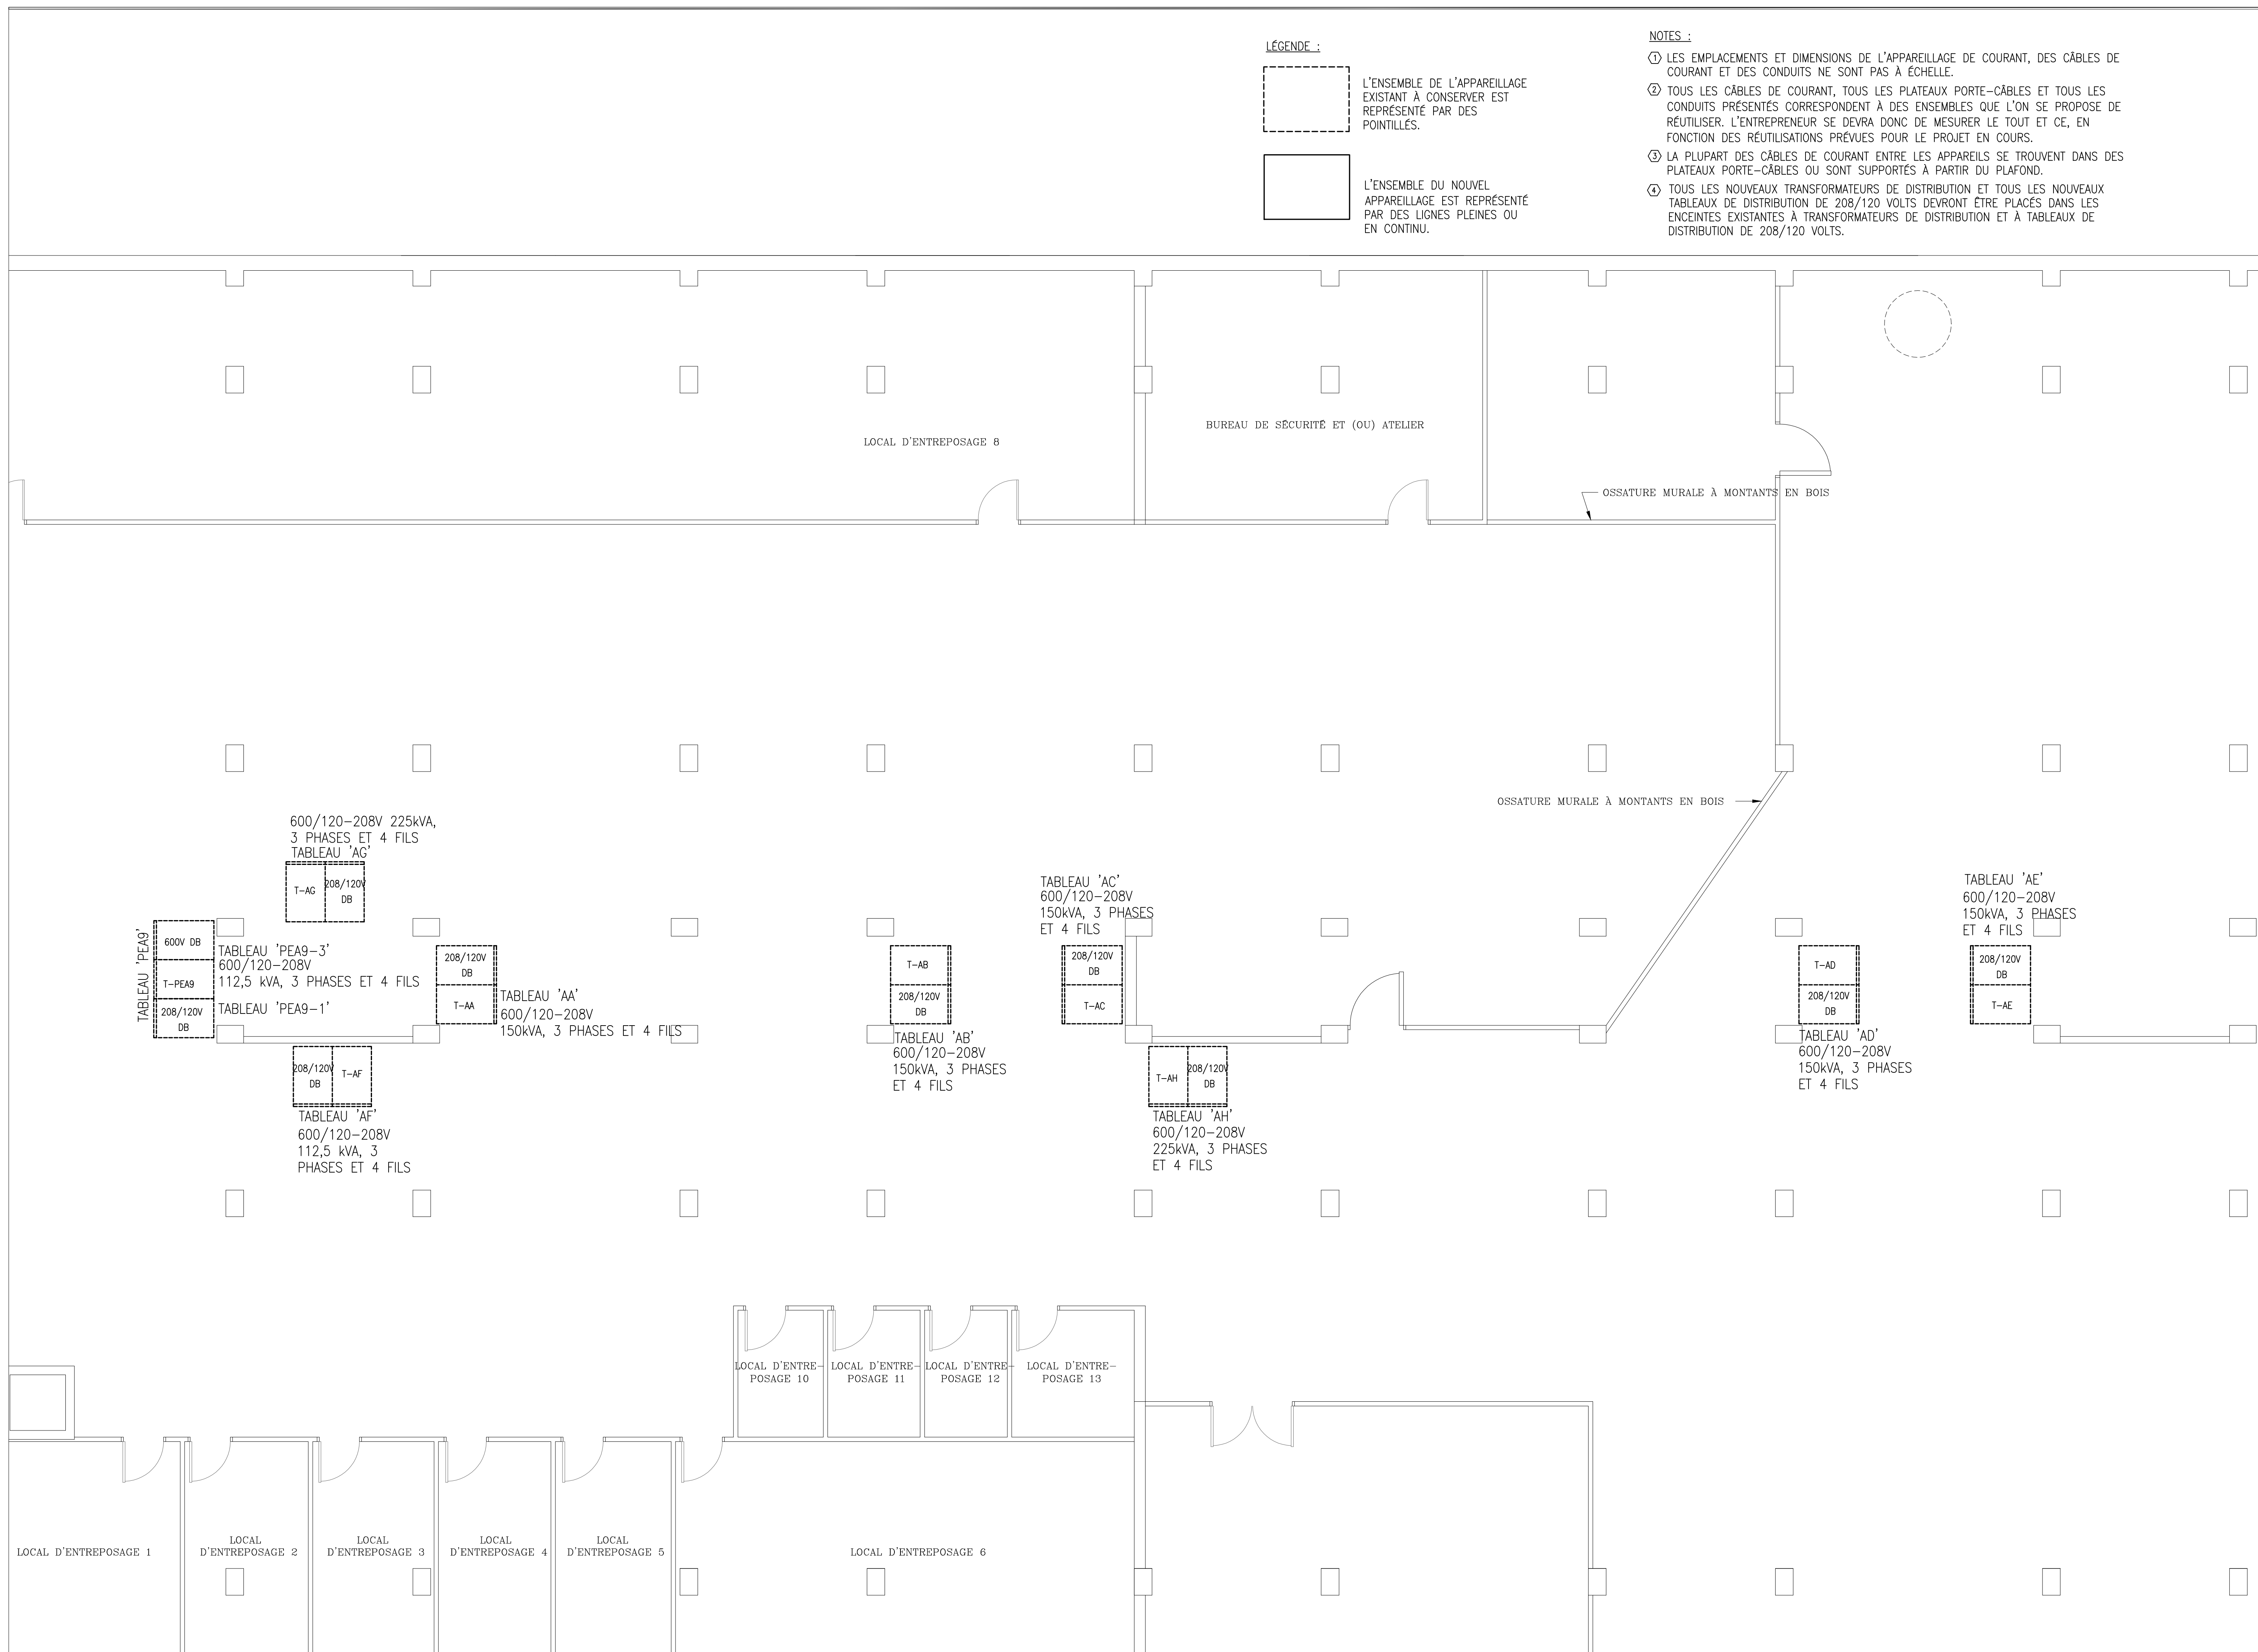 LÉGENDE :
L'ENSEMBLE DE L'APPAREILLAGE
EXISTANT À CONSERVER EST
REPRÉSENTÉ PAR DES
POINTILLÉS.
L'ENSEMBLE DU NOUVEL
APPAREILLAGE EST REPRÉSENTÉ
PAR DES LIGNES PLEINES OU
EN CONTINU.
NOTES :
1 LES EMPLACEMENTS ET DIMENSIONS DE L'APPAREILLAGE DE COURANT, DES CÂBLES DE
COURANT ET DES CONDUITS NE SONT PAS À ÉCHELLE.
2 TOUS LES CÂBLES DE COURANT, TOUS LES PLATEAUX PORTE-CÂBLES ET TOUS LES
CONDUITS PRÉSENTÉS CORRESPONDENT À DES ENSEMBLES QUE L'ON SE PROPOSE DE
RÉUTILISER. L'ENTREPRENEUR SE DEVRA DONC DE MESURER LE TOUT ET CE, EN
FONCTION DES RÉUTILISATIONS PRÉVUES POUR LE PROJET EN COURS.
3 LA PLUPART DES CÂBLES DE COURANT ENTRE LES APPAREILS SE TROUVENT DANS DES
PLATEAUX PORTE-CÂBLES OU SONT SUPPORTÉS À PARTIR DU PLAFOND.
4 TOUS LES NOUVEAUX TRANSFORMATEURS DE DISTRIBUTION ET TOUS LES NOUVEAUX
TABLEAUX DE DISTRIBUTION DE 208/120 VOLTS DEVRONT ÊTRE PLACÉS DANS LES
ENCEINTES EXISTANTES À TRANSFORMATEURS DE DISTRIBUTION ET À TABLEAUX DE
DISTRIBUTION DE 208/120 VOLTS.
LOCAL D'ENTREPOSAGE 8
BUREAU DE SÉCURITÉ ET (OU) ATELIER
OSSATURE MURALE À MONTANTS EN BOIS
OSSATURE MURALE À MONTANTS EN BOIS
600/120-208V 225kVA,
3 PHASES ET 4 FILS
TABLEAU 'AG'
T-AG
208/120V
DB
TABLEAU 'PEA9'
600V DB
T-PEA9
208/120V
DB
TABLEAU 'PEA9-3'
600/120-208V
112,5 kVA, 3 PHASES ET 4 FILS
TABLEAU 'PEA9-1'
208/120V
DB
T-AA
TABLEAU 'AA'
600/120-208V
150kVA, 3 PHASES ET 4 FILS
208/120V
DB
T-AF
TABLEAU 'AF'
600/120-208V
112,5 kVA, 3
PHASES ET 4 FILS
T-AB
208/120V
DB
TABLEAU 'AB'
600/120-208V
150kVA, 3 PHASES
ET 4 FILS
TABLEAU 'AC'
600/120-208V
150kVA, 3 PHASES
ET 4 FILS
208/120V
DB
T-AC
T-AH
208/120V
DB
TABLEAU 'AH'
600/120-208V
225kVA, 3 PHASES
ET 4 FILS
T-AD
208/120V
DB
TABLEAU 'AD'
600/120-208V
150kVA, 3 PHASES
ET 4 FILS
TABLEAU 'AE'
600/120-208V
150kVA, 3 PHASES
ET 4 FILS
208/120V
DB
T-AE
LOCAL D'ENTRE-
POSAGE 10
LOCAL D'ENTRE-
POSAGE 11
LOCAL D'ENTRE-
POSAGE 12
LOCAL D'ENTRE-
POSAGE 13
LOCAL D'ENTREPOSAGE 1
LOCAL
D'ENTREPOSAGE 2
LOCAL
D'ENTREPOSAGE 3
LOCAL
D'ENTREPOSAGE 4
LOCAL
D'ENTREPOSAGE 5
LOCAL D'ENTREPOSAGE 6